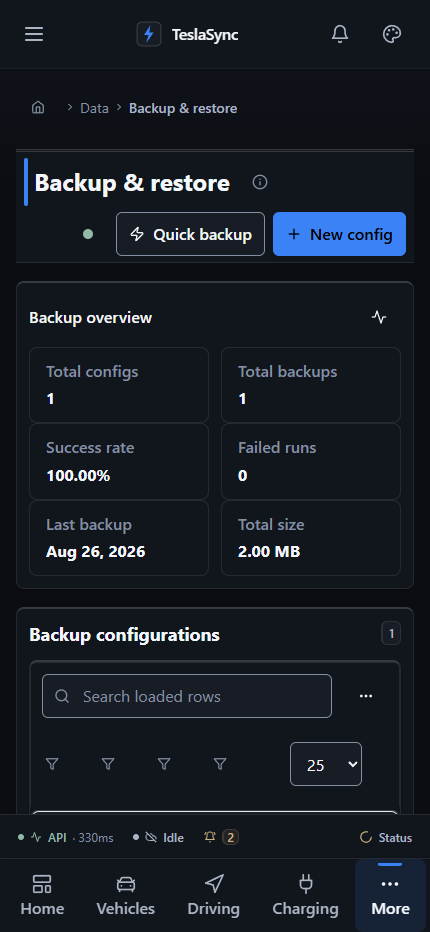 TeslaSync
Data
Backup & restore
Backup & restore
Quick backup
New config
Backup overview
Total configs
1
Total backups
1
Success rate
100.00%
Failed runs
0
Last backup
Aug 26, 2026
Total size
2.00 MB
Backup configurations
1
Search loaded rows
25
API · 330ms
Idle
2
Status
Home
Vehicles
Driving
Charging
More